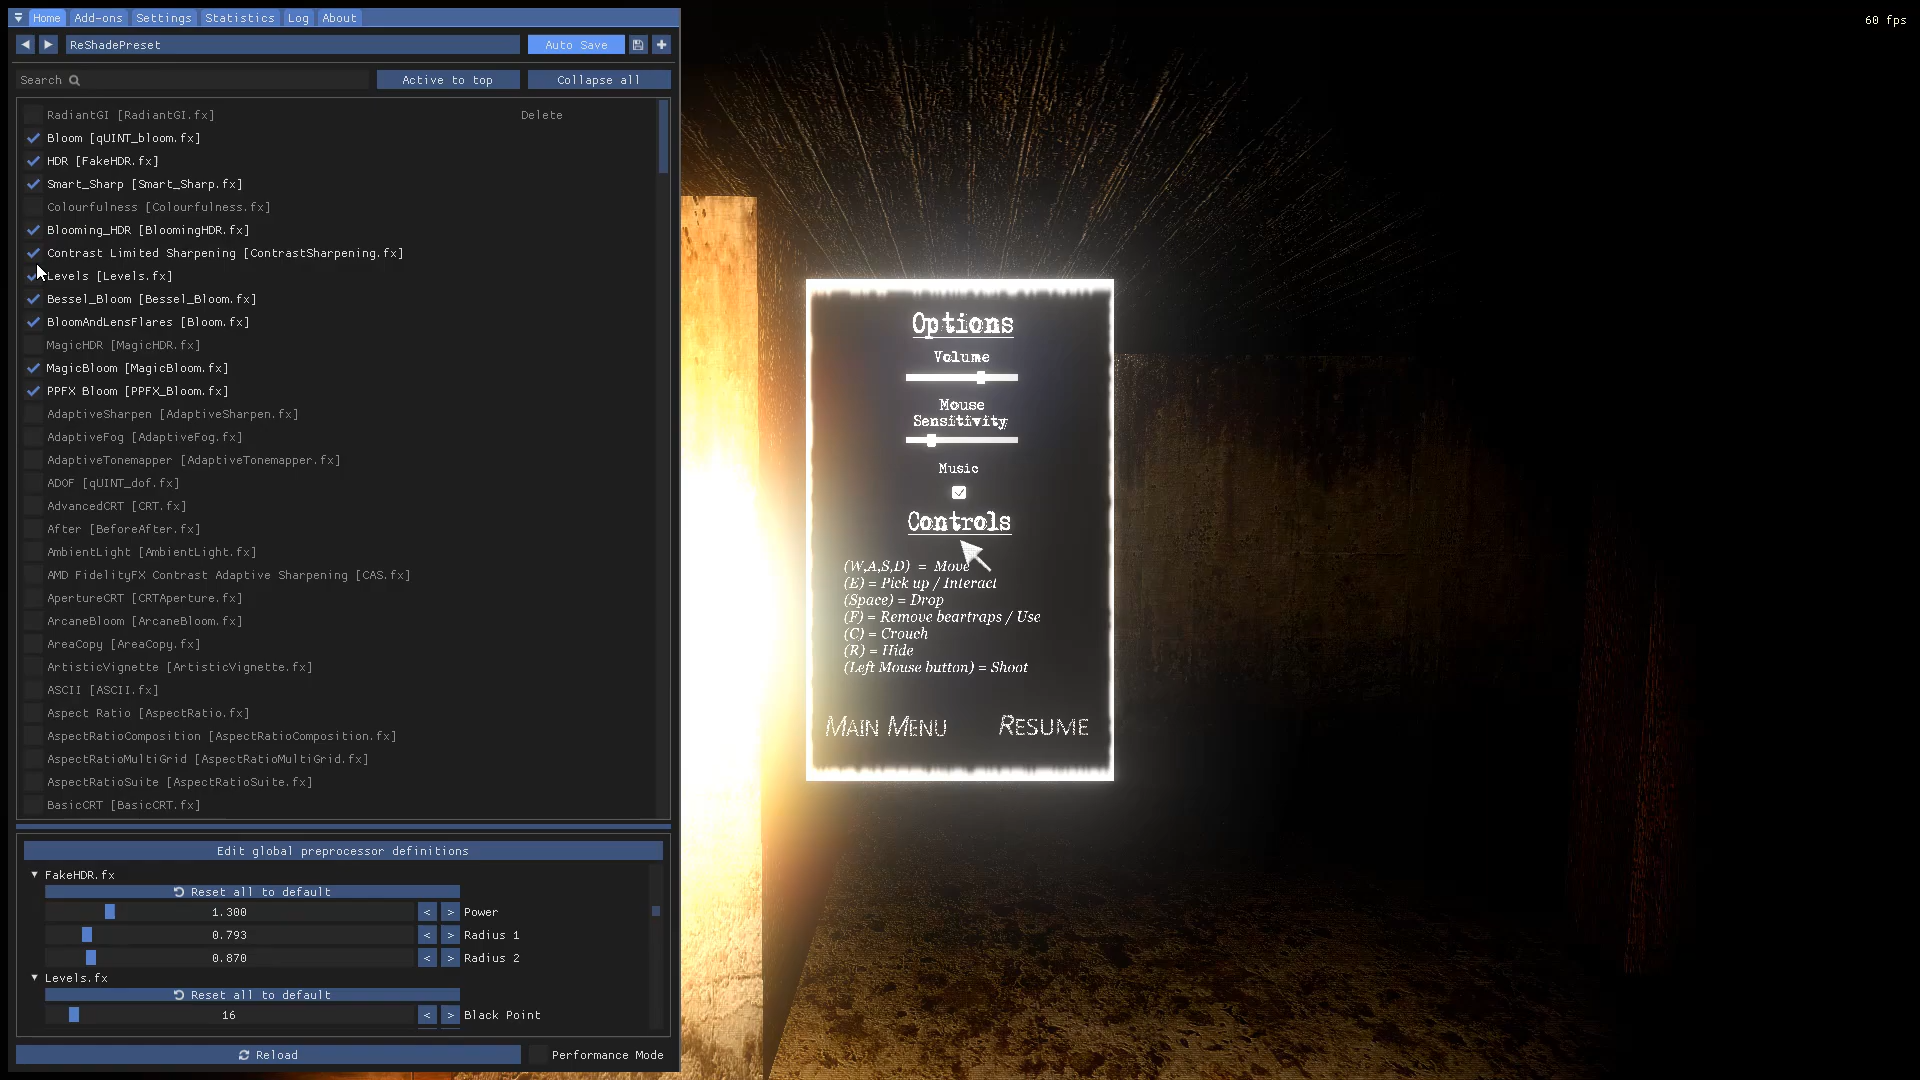 Home Add-ons Settings Statistics Log About
ReShadePreset Auto Save
Search Active to top Collapse all
RadiantGI [RadiantGI.fx] Delete
Bloom [qUINT_bloom.fx]
HDR [FakeHDR.fx]
Smart_Sharp [Smart_Sharp.fx]
Colourfulness [Colourfulness.fx]
Blooming_HDR [BloomingHDR.fx]
Contrast Limited Sharpening [ContrastSharpening.fx]
Levels [Levels.fx]
Bessel_Bloom [Bessel_Bloom.fx]
BloomAndLensFlares [Bloom.fx]
MagicHDR [MagicHDR.fx]
MagicBloom [MagicBloom.fx]
PPFX Bloom [PPFX_Bloom.fx]
AdaptiveSharpen [AdaptiveSharpen.fx]
AdaptiveFog [AdaptiveFog.fx]
AdaptiveTonemapper [AdaptiveTonemapper.fx]
ADOF [qUINT_dof.fx]
AdvancedCRT [CRT.fx]
After [BeforeAfter.fx]
AmbientLight [AmbientLight.fx]
AMD FidelityFX Contrast Adaptive Sharpening [CAS.fx]
ApertureCRT [CRTAperture.fx]
ArcaneBloom [ArcaneBloom.fx]
AreaCopy [AreaCopy.fx]
ArtisticVignette [ArtisticVignette.fx]
ASCII [ASCII.fx]
Aspect Ratio [AspectRatio.fx]
AspectRatioComposition [AspectRatioComposition.fx]
AspectRatioMultiGrid [AspectRatioMultiGrid.fx]
AspectRatioSuite [AspectRatioSuite.fx]
BasicCRT [BasicCRT.fx]
Edit global preprocessor definitions
FakeHDR.fx
Reset all to default
1.300 < > Power
0.793 < > Radius 1
0.870 < > Radius 2
Levels.fx
Reset all to default
16 < > Black Point
Reload Performance Mode
60 fps
Options
Volume
Mouse
Sensitivity
Music
Controls
(W,A,S,D) = Move
(E) = Pick up / Interact
(Space) = Drop
(F) = Remove beartraps / Use
(C) = Crouch
(R) = Hide
(Left Mouse button) = Shoot
MAIN MENU RESUME